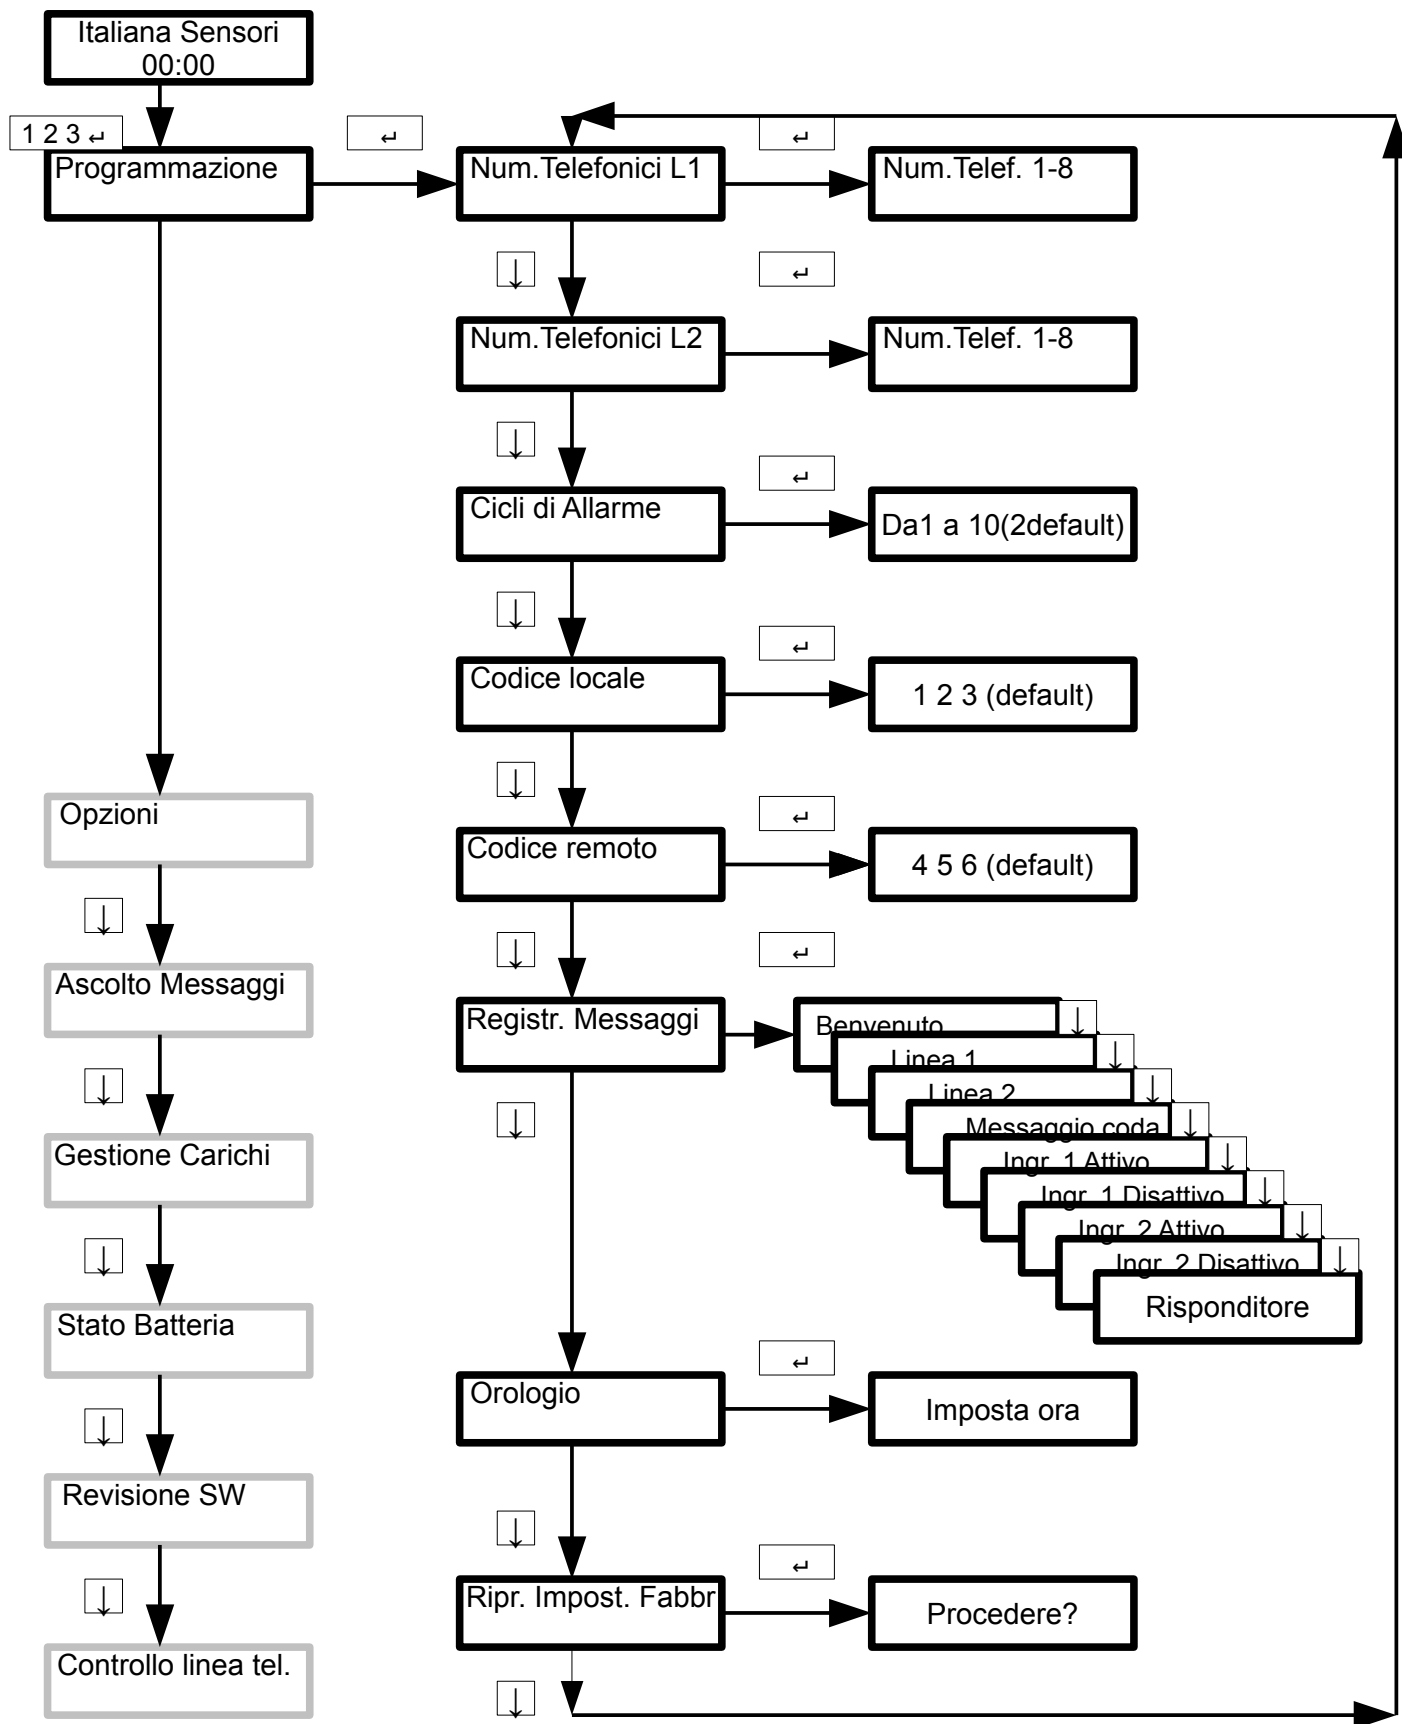 Italiana Sensori
00:00
1 2 3 ↵
↵
↵
Programmazione
Num.Telefonici L1
Num.Telef. 1-8
↓
↵
Num.Telefonici L2
Num.Telef. 1-8
↓
↵
Cicli di Allarme
Da1 a 10(2default)
↓
↵
Codice locale
1 2 3 (default)
↓
↵
Opzioni
Codice remoto
4 5 6 (default)
↓
↓
↵
Ascolto Messaggi
Registr. Messaggi
Benvenuto
↓
Linea 1
↓
Linea 2
↓
↓
↓
Messaggio coda
↓
Gestione Carichi
Ingr. 1 Attivo
↓
Ingr. 1 Disattivo
↓
Ingr. 2 Attivo
↓
↓
Ingr. 2 Disattivo
↓
Stato Batteria
Risponditore
↵
Orologio
Imposta ora
↓
Revisione SW
↓
↵
Ripr. Impost. Fabbr
Procedere?
↓
Controllo linea tel.
↓